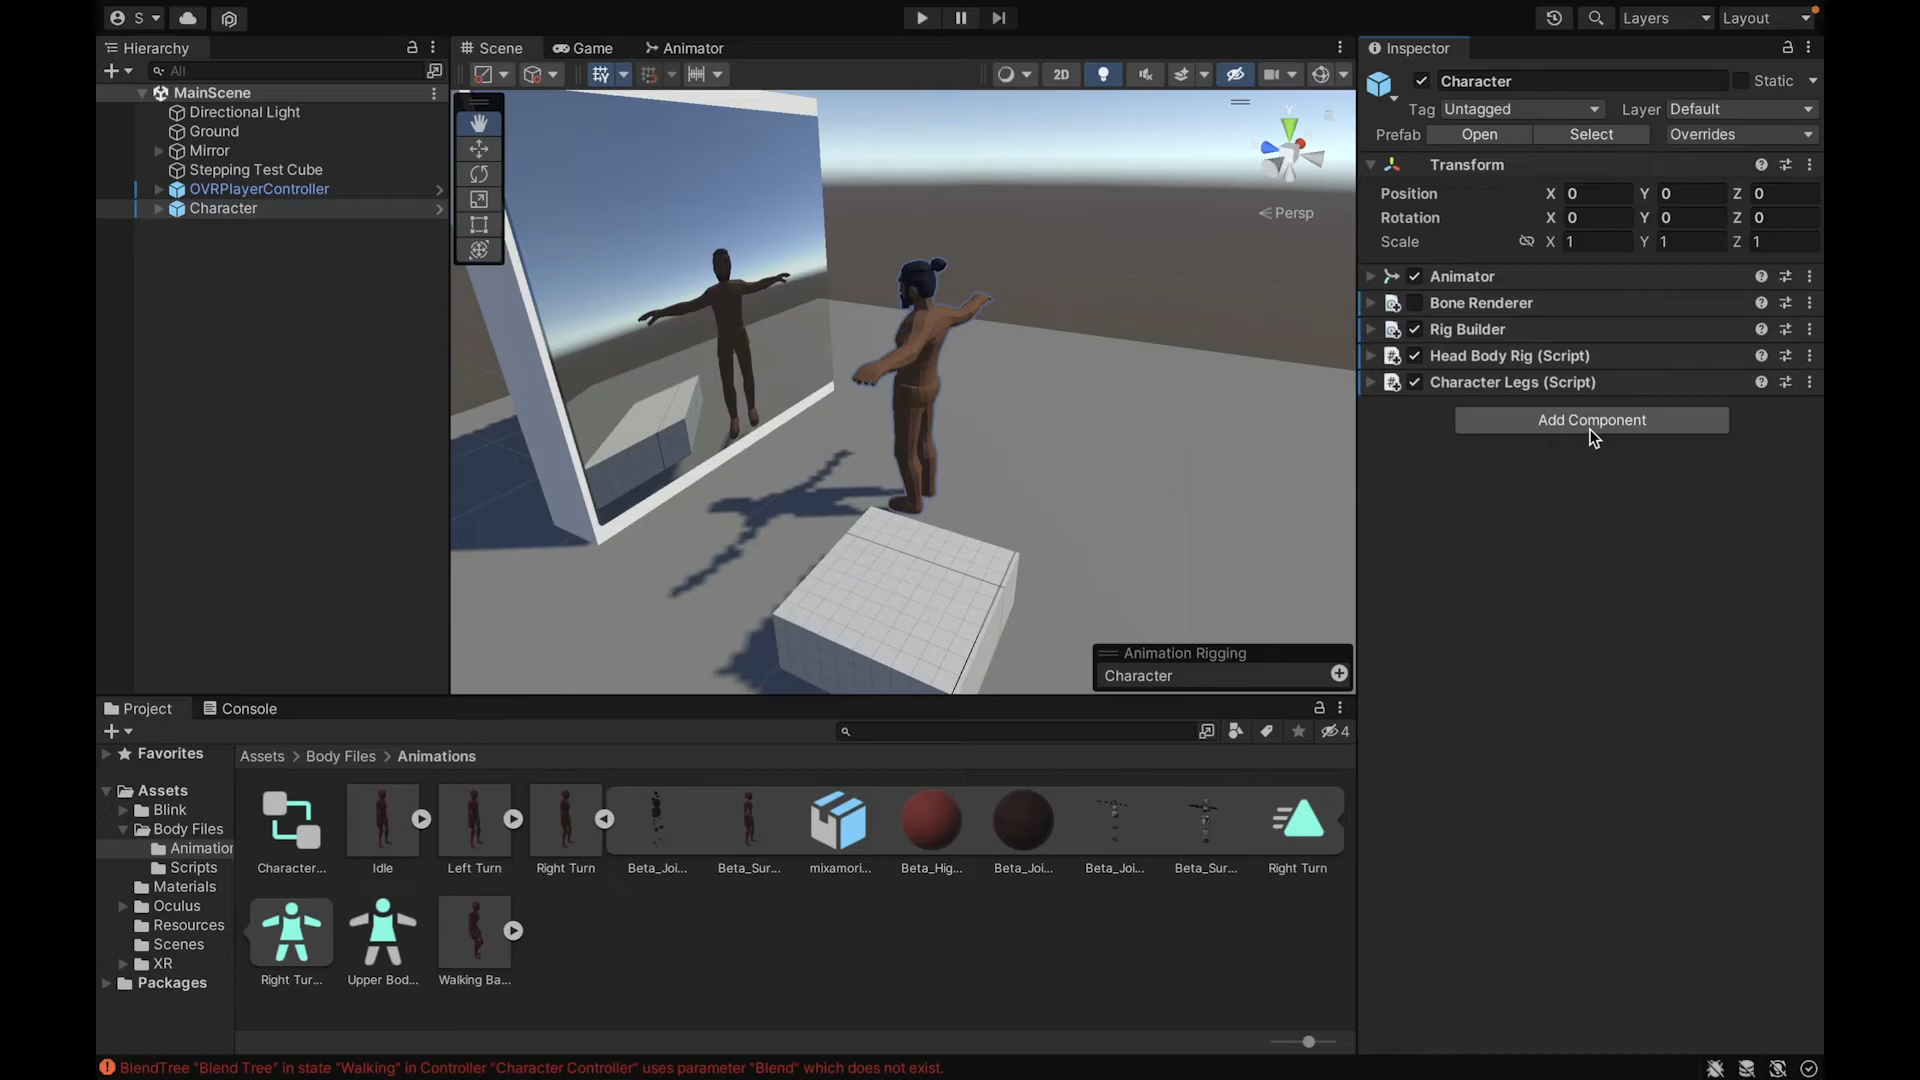 S
Layers
Layout
Hierarchy
All
MainScene
Directional Light
Ground
Mirror
Stepping Test Cube
OVRPlayerController
Character
Scene
Game
Animator
2D
y
Persp
Animation Rigging
Character
Inspector
Character
Static
Tag Untagged
Layer Default
Prefab Open Select Overrides
Transform
Position X 0 Y 0 Z 0
Rotation X 0 Y 0 Z 0
Scale X 1 Y 1 Z 1
Animator
Bone Renderer
Rig Builder
Head Body Rig (Script)
Character Legs (Script)
Add Component
Project
Console
4
Favorites
Assets
Blink
Body Files
Animation
Scripts
Materials
Oculus
Resources
Scenes
XR
Packages
Assets > Body Files > Animations
Character...
Idle
Left Turn
Right Turn
Beta_Joi...
Beta_Sur...
mixamori...
Beta_Hig...
Beta_Joi...
Beta_Joi...
Beta_Sur...
Right Turn
Right Tur...
Upper Bod...
Walking Ba...
BlendTree "Blend Tree" in state "Walking" in Controller "Character Controller" uses parameter "Blend" which does not exist.